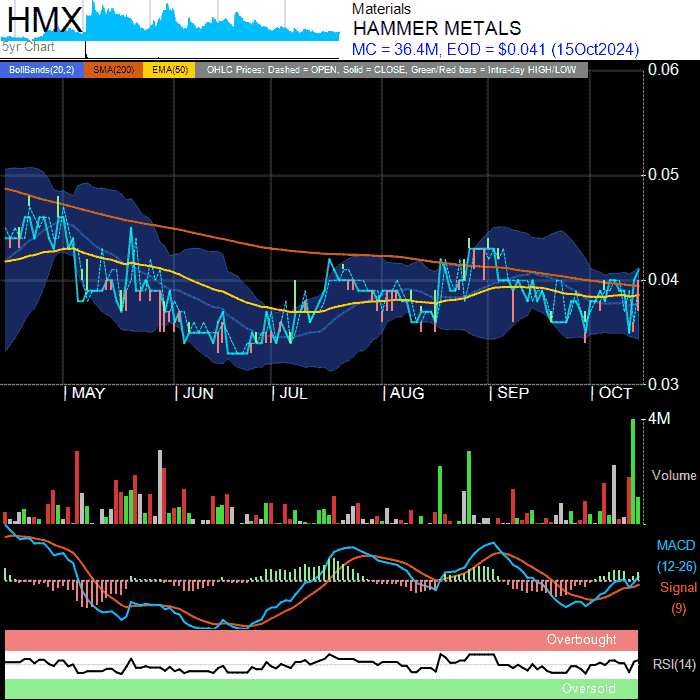 HMX
5yr Chart
Materials
HAMMER METALS
MC = 36.4M, EOD = $0.041 (15Oct2024)
BollBands(20,2) SMA(200) EMA(50) OHLC Prices: Dashed = OPEN, Solid = CLOSE, Green/Red bars = Intra-day HIGH/LOW
0.06
0.05
0.04
0.03
MAY JUN JUL AUG SEP OCT
4M
Volume
MACD
(12-26)
Signal
(9)
Overbought
RSI(14)
Oversold